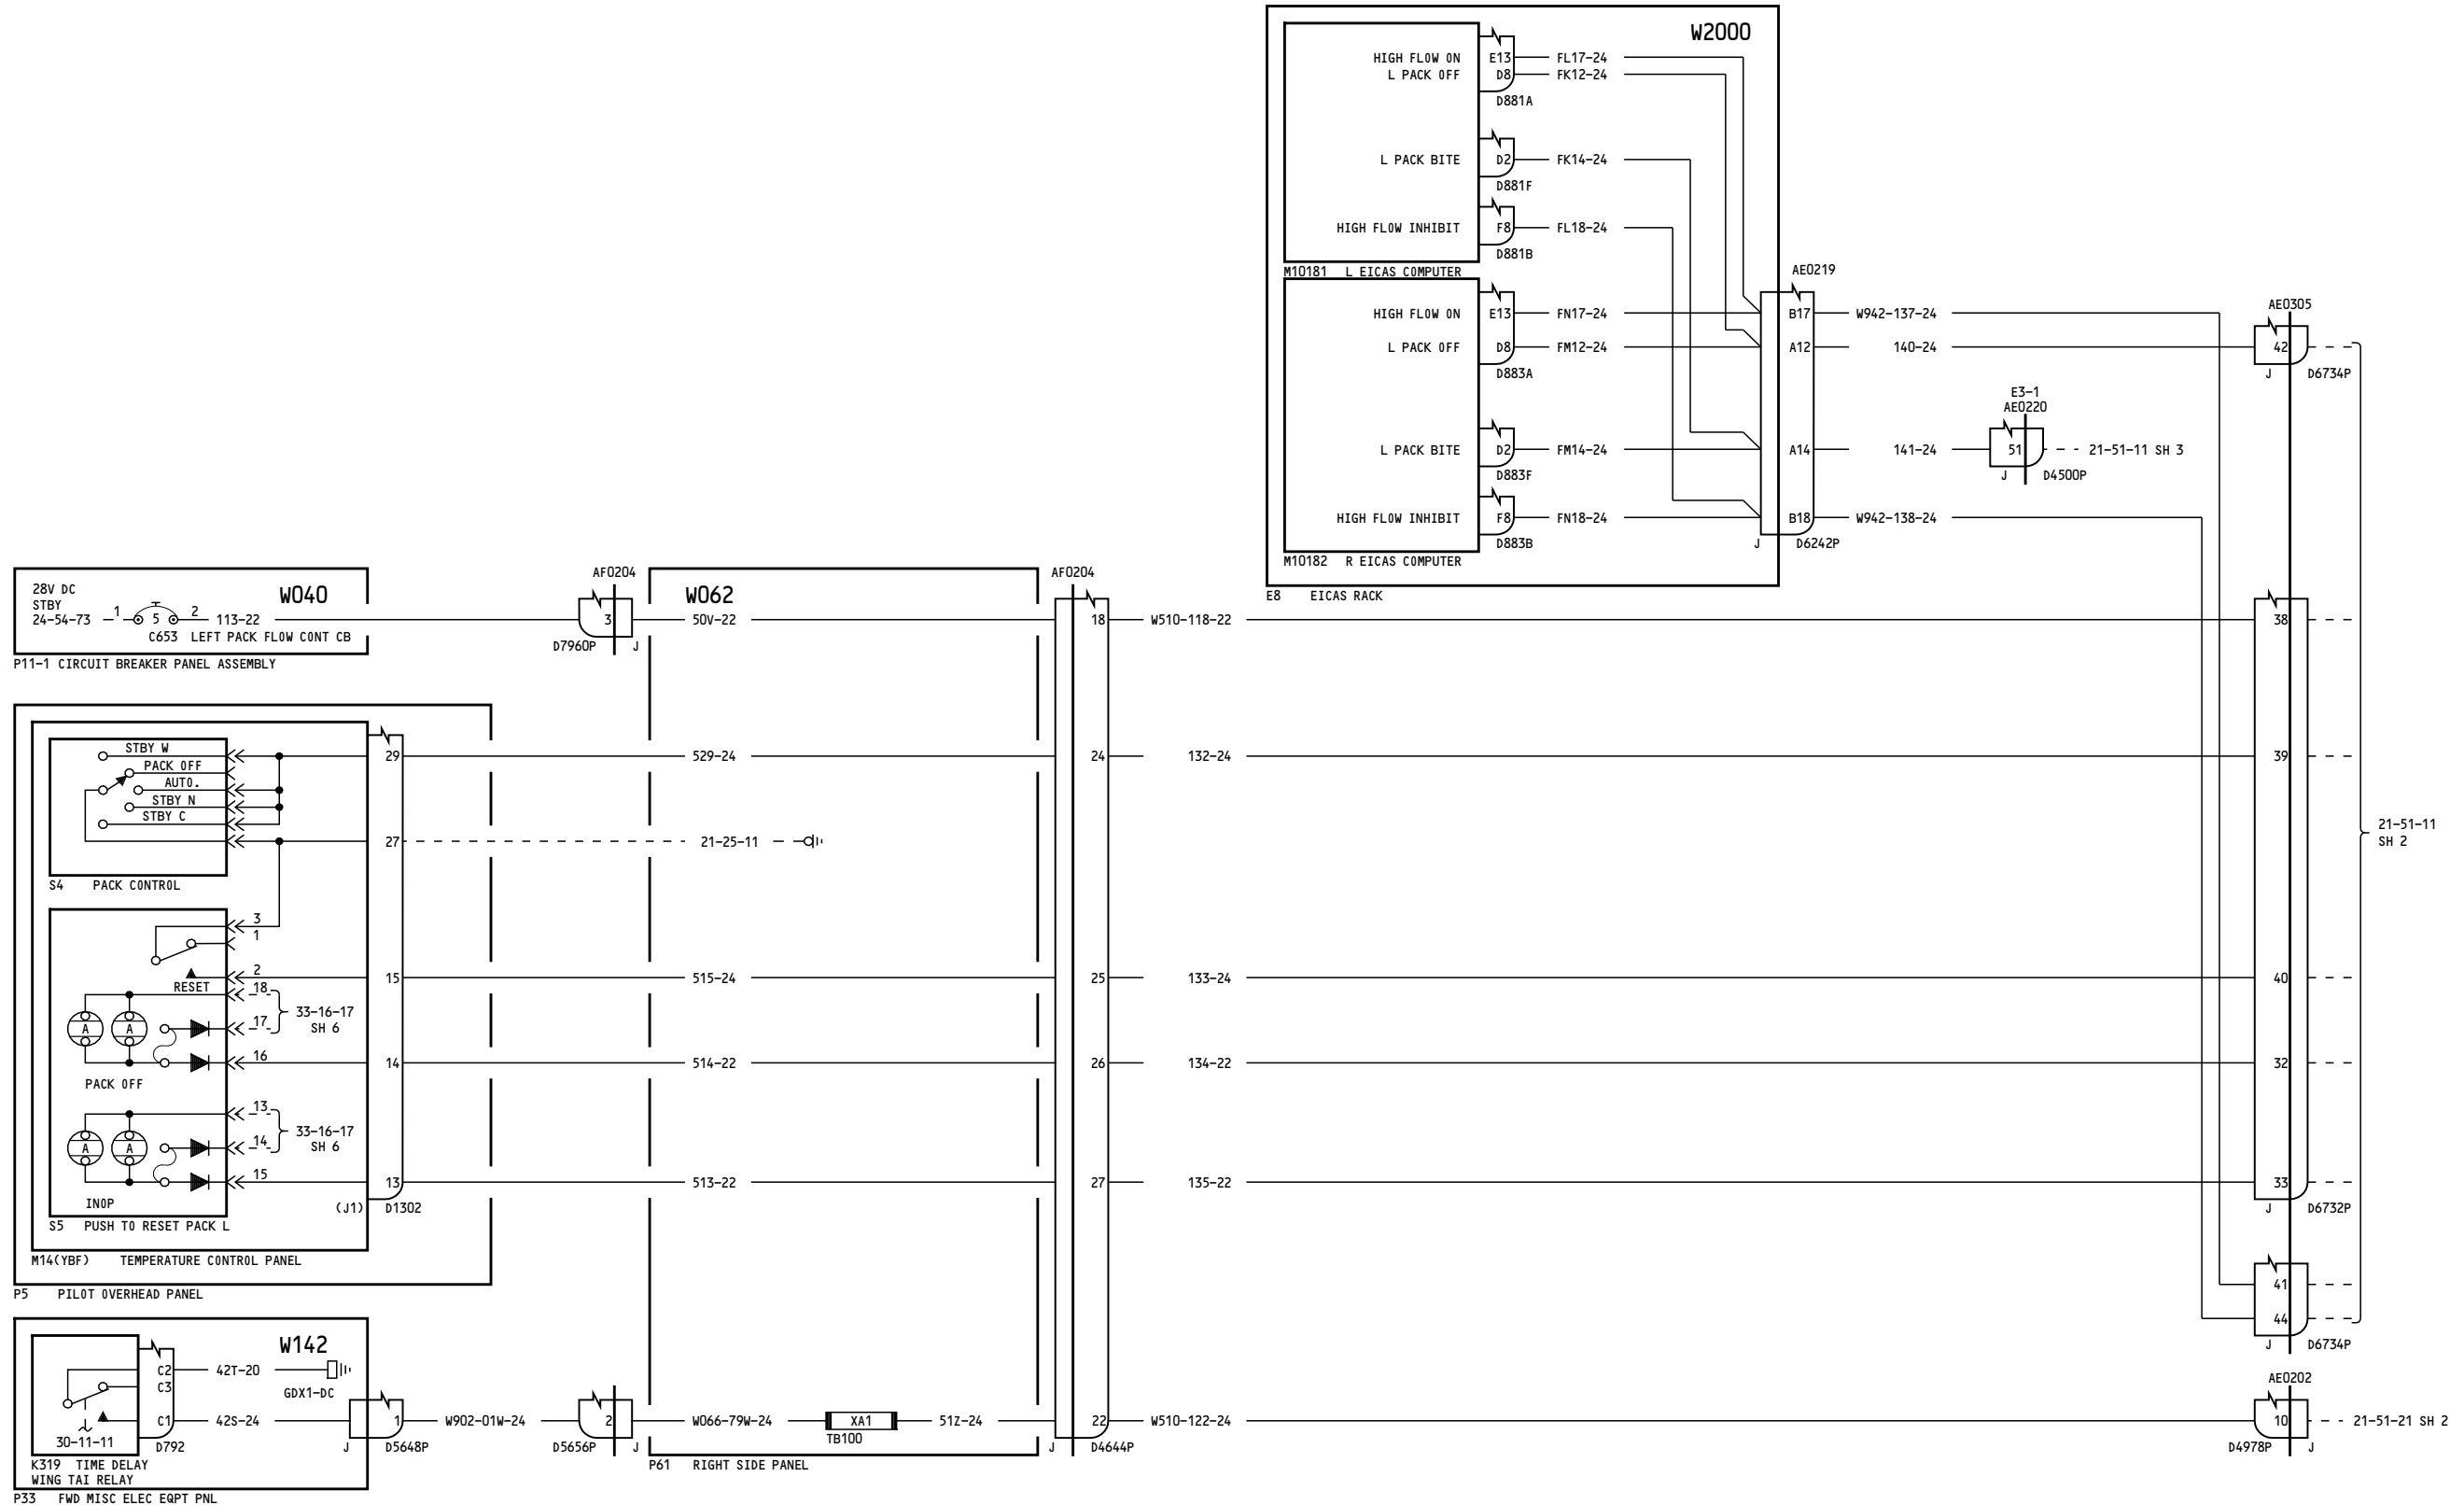 W2000
HIGH FLOW ON E13 FL17-24
L PACK OFF D8 FK12-24
D881A
L PACK BITE D2 FK14-24
D881F
HIGH FLOW INHIBIT F8 FL18-24
D881B
M10181 L EICAS COMPUTER
AE0219
HIGH FLOW ON E13 FN17-24 B17 W942-137-24
AE0305
L PACK OFF D8 FM12-24 A12 140-24 42
D883A
J D6734P
E3-1
AE0220
L PACK BITE D2 FM14-24 A14 141-24 51 21-51-11 SH 3
D883F
J D4500P
HIGH FLOW INHIBIT F8 FN18-24 B18 W942-138-24
D883B
J D6242P
M10182 R EICAS COMPUTER
E8 EICAS RACK
28V DC
STBY
24-54-73 1 5 2 113-22
W040
C653 LEFT PACK FLOW CONT CB
P11-1 CIRCUIT BREAKER PANEL ASSEMBLY
AF0204
3
D7960P J
W062
50V-22
AF0204
18 W510-118-22 38
STBY W 29 529-24 24 132-24 39
PACK OFF
AUTO.
STBY N
STBY C
27 21-25-11
S4 PACK CONTROL
21-51-11
SH 2
3
1
2 15 515-24 25 133-24 40
RESET
18
A A 17
33-16-17
SH 6
16 14 514-22 26 134-22 32
PACK OFF
13
A A 14
33-16-17
SH 6
15 13 513-22 27 135-22 33
INOP
(J1) D1302
J D6732P
S5 PUSH TO RESET PACK L
M14(YBF) TEMPERATURE CONTROL PANEL
P5 PILOT OVERHEAD PANEL
41
44
J D6734P
W142
C2 42T-20
C3
GDX1-DC
C1 42S-24 1 W902-01W-24 2 W066-79W-24 XA1 51Z-24 22 W510-122-24
AE0202
10 21-51-21 SH 2
30-11-11
D792
J D5648P
D5656P J
TB100
J D4644P
D4978P J
K319 TIME DELAY
WING TAI RELAY
P33 FWD MISC ELEC EQPT PNL
P61 RIGHT SIDE PANEL